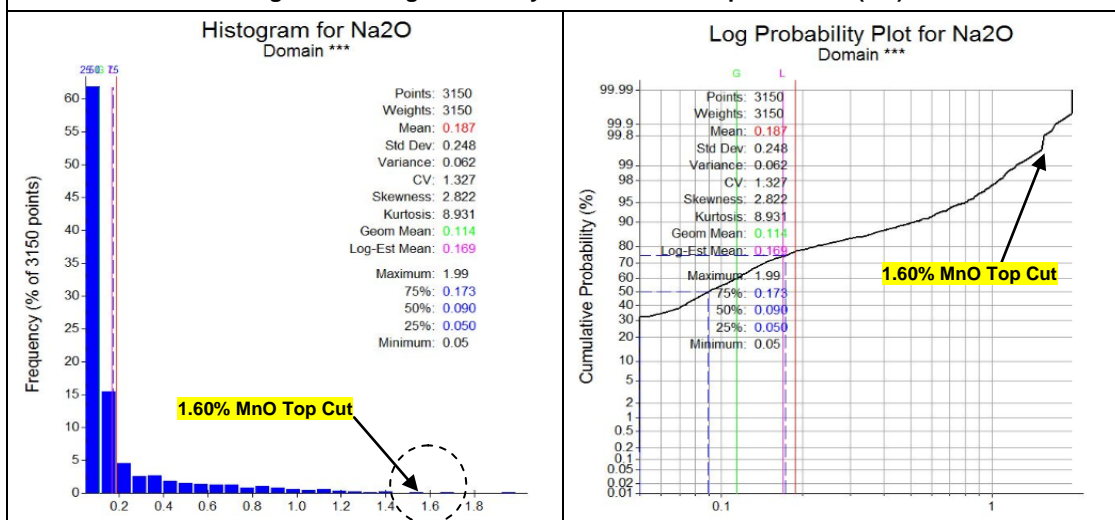 Histogram for Na2O
Domain ***
G
Points: 3150
Weights: 3150
Mean: 0.187
Std Dev: 0.248
Variance: 0.062
CV: 1.327
Skewness: 2.822
Kurtosis: 8.931
Geom Mean: 0.114
Log-Est Mean: 0.169
Maximum: 1.99
75%: 0.173
50%: 0.090
25%: 0.050
Minimum: 0.05
Frequency (% of 3150 points)
60
55
50
45
40
35
30
25
20
15
10
5
0
1.60% MnO Top Cut
0.2 0.4 0.6 0.8 1.0 1.2 1.4 1.6 1.8
Log Probability Plot for Na2O
Domain ***
G L
Points: 3150
Weights: 3150
Mean: 0.187
Std Dev: 0.248
Variance: 0.062
CV: 1.327
Skewness: 2.822
Kurtosis: 8.931
Geom Mean: 0.114
Log-Est Mean: 0.169
Maximum: 1.99
75%: 0.173
50%: 0.090
25%: 0.050
Minimum: 0.05
Cumulative Probability (%)
99.99
99.9
99.8
99
98
95
90
80
70
60
50
40
30
20
10
5
2
1
0.5
0.2
0.1
0.05
0.02
0.01
1.60% MnO Top Cut
0.1 1